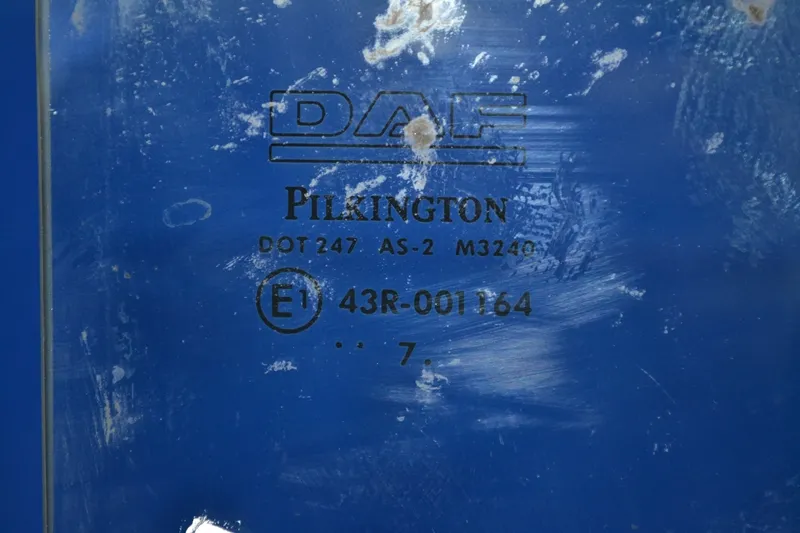 DAF
PILKINGTON
DOT 247 AS-2 M3240
E1 43R-001164
.. 7.